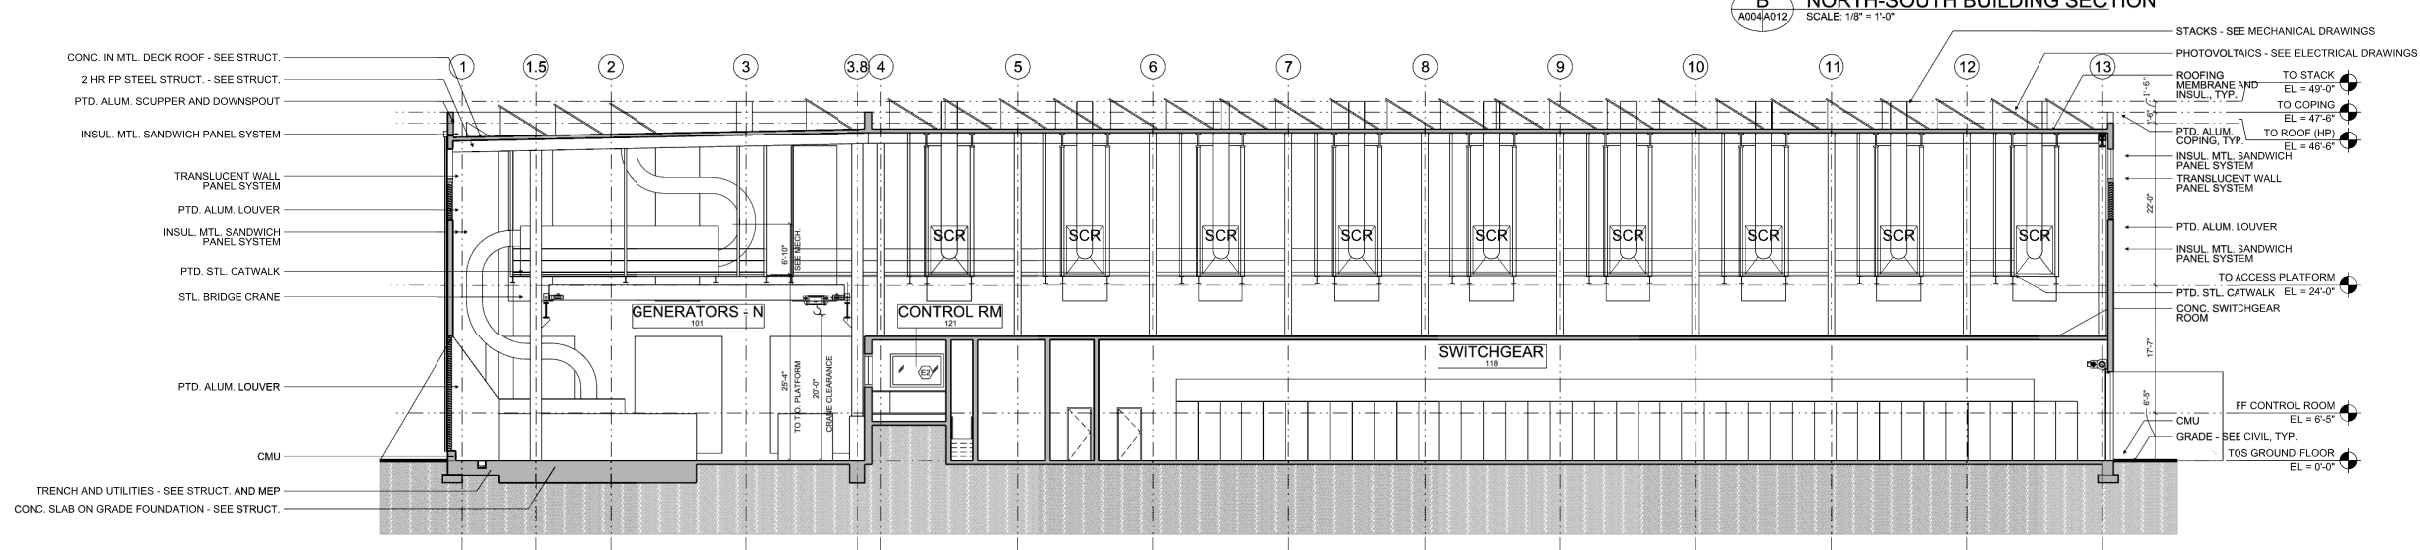 B
A004 A012
NORTH-SOUTH BUILDING SECTION
SCALE: 1/8" = 1'-0"
CONC. IN MTL. DECK ROOF - SEE STRUCT.
2 HR FP STEEL STRUCT. - SEE STRUCT.
PTD. ALUM. SCUPPER AND DOWNSPOUT
INSUL. MTL. SANDWICH PANEL SYSTEM
TRANSLUCENT WALL
PANEL SYSTEM
PTD. ALUM. LOUVER
INSUL. MTL. SANDWICH
PANEL SYSTEM
PTD. STL. CATWALK
STL. BRIDGE CRANE
PTD. ALUM. LOUVER
CMU
TRENCH AND UTILITIES - SEE STRUCT. AND MEP
CONC. SLAB ON GRADE FOUNDATION - SEE STRUCT.
1 1.5 2 3 3.8 4 5 6 7 8 9 10 11 12 13
SCR SCR SCR SCR SCR SCR SCR SCR SCR
6'-10"
SEE MECH.
GENERATORS - N
101
CONTROL RM
121
E2
SWITCHGEAR
118
25'-4"
TO T.O. PLATFORM
20'-0"
CRANE CLEARANCE
STACKS - SEE MECHANICAL DRAWINGS
PHOTOVOLTAICS - SEE ELECTRICAL DRAWINGS
ROOFING
MEMBRANE AND
INSUL., TYP.
PTD. ALUM.
COPING, TYP.
INSUL. MTL. SANDWICH
PANEL SYSTEM
TRANSLUCENT WALL
PANEL SYSTEM
PTD. ALUM. LOUVER
INSUL. MTL. SANDWICH
PANEL SYSTEM
PTD. STL. CATWALK
CONC. SWITCHGEAR
ROOM
CMU
GRADE - SEE CIVIL, TYP.
1'-6"
1'-6"
22'-0"
17'-7"
6'-5"
TO STACK
EL = 49'-0"
TO COPING
EL = 47'-6"
TO ROOF (HP)
EL = 46'-6"
TO ACCESS PLATFORM
EL = 24'-0"
FF CONTROL ROOM
EL = 6'-5"
TOS GROUND FLOOR
EL = 0'-0"